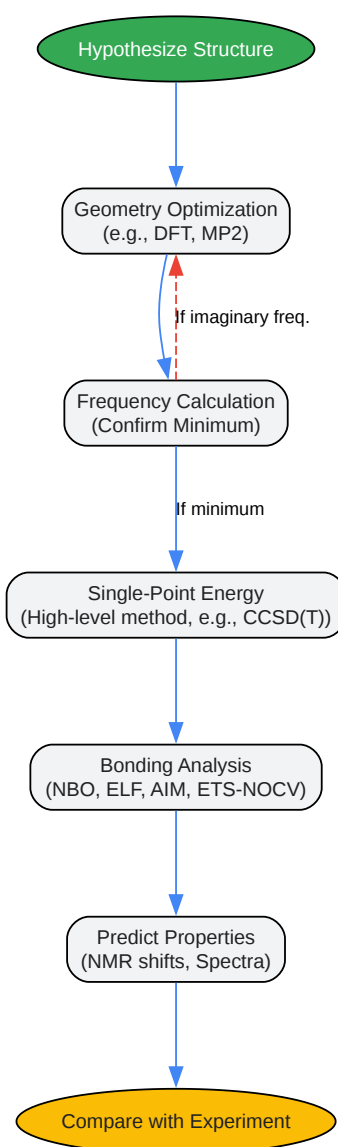 Hypothesize Structure
Geometry Optimization
(e.g., DFT, MP2)
If imaginary freq.
Frequency Calculation
(Confirm Minimum)
If minimum
Single-Point Energy
(High-level method, e.g., CCSD(T))
Bonding Analysis
(NBO, ELF, AIM, ETS-NOCV)
Predict Properties
(NMR shifts, Spectra)
Compare with Experiment